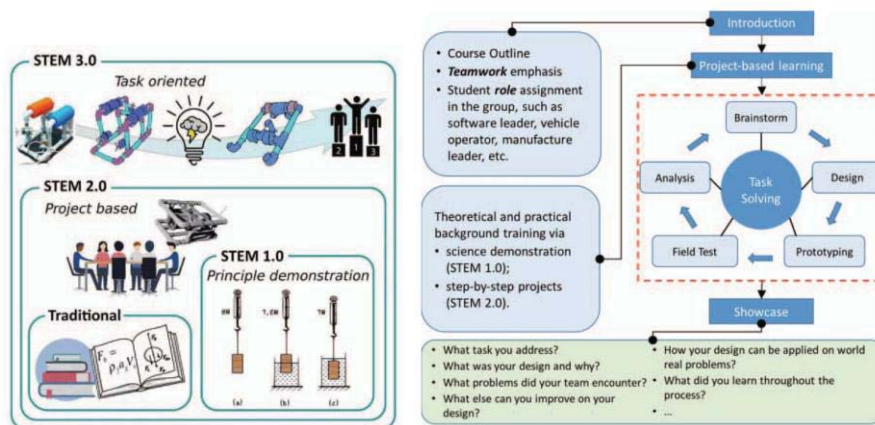 STEM 3.0
Task oriented
2
1
3
STEM 2.0
Project based
STEM 1.0
Principle demonstration
Traditional
(a)
(b)
(c)
Introduction
Project-based learning
• Course Outline
• Teamwork emphasis
• Student role assignment
in the group, such as
software leader, vehicle
operator, manufacture
leader, etc.
Brainstorm
Analysis
Task
Solving
Design
Field Test
Prototyping
Theoretical and practical
background training via
• science demonstration
(STEM 1.0);
• step-by-step projects
(STEM 2.0).
Showcase
• What task you address?
• What was your design and why?
• What problems did your team encounter?
• What else can you improve on your
design?
• How your design can be applied on world
real problems?
• What did you learn throughout the
process?
• ...